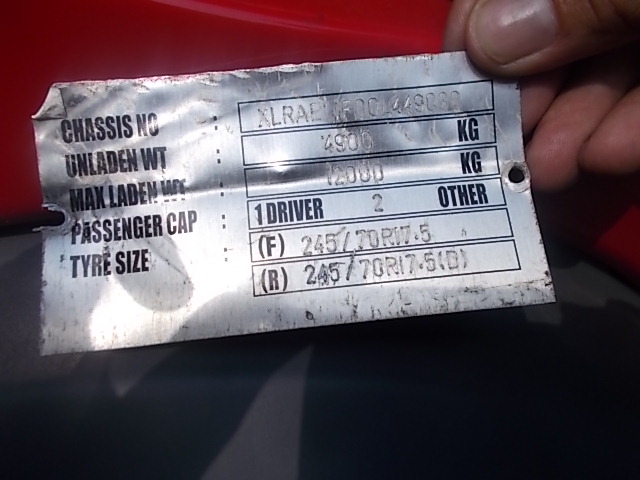 CHASSIS NO :
UNLADEN WT : 4900 KG
MAX LADEN WT : 12000 KG
PASSENGER CAP : 1 DRIVER 2 OTHER
TYRE SIZE : (F) 245/70R17.5
(R) 245/70R17.5(D)